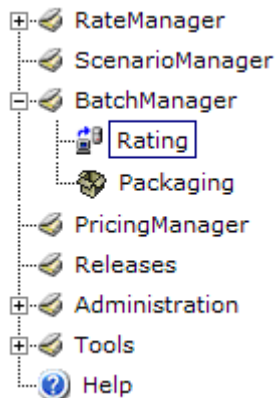 RateManager
ScenarioManager
BatchManager
Rating
Packaging
PricingManager
Releases
Administration
Tools
Help